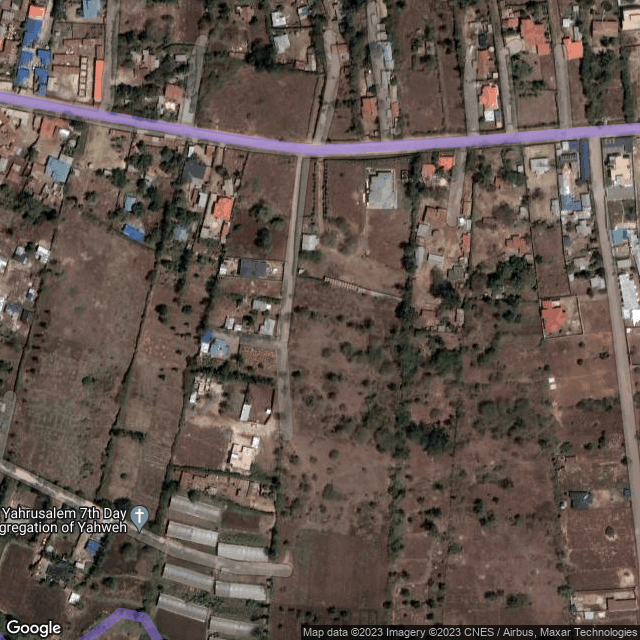 Yahrusalem 7th Day
gregation of Yahweh
Google
Map data ©2023 Imagery ©2023 CNES / Airbus, Maxar Technologies